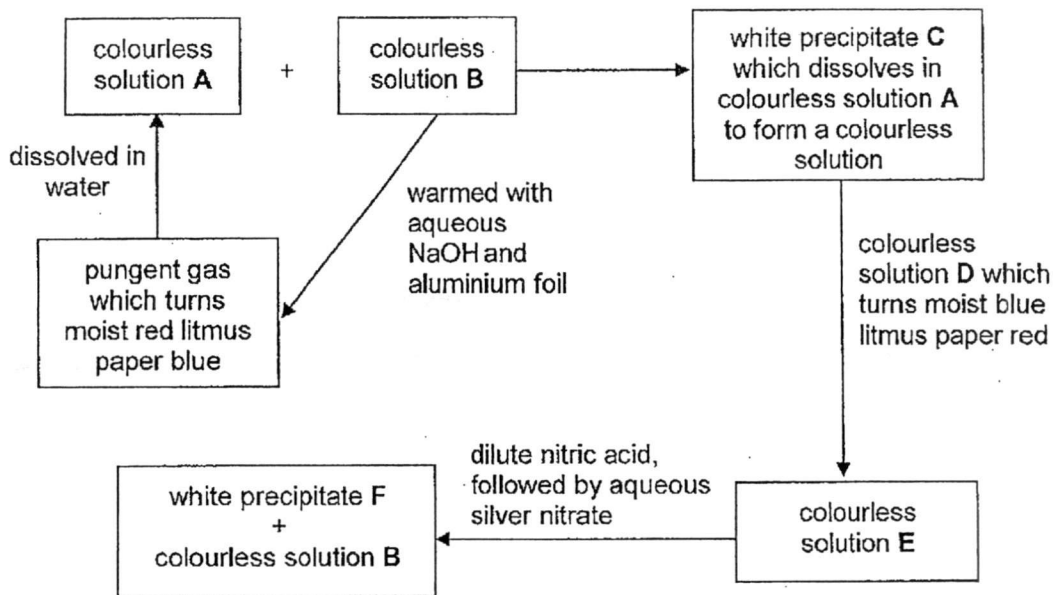 colourless
solution A
+
colourless
solution B
white precipitate C
which dissolves in
colourless solution A
to form a colourless
solution
dissolved in
water
warmed with
aqueous
NaOH and
aluminium foil
pungent gas
which turns
moist red litmus
paper blue
colourless
solution D which
turns moist blue
litmus paper red
dilute nitric acid,
followed by aqueous
silver nitrate
white precipitate F
+
colourless solution B
colourless
solution E